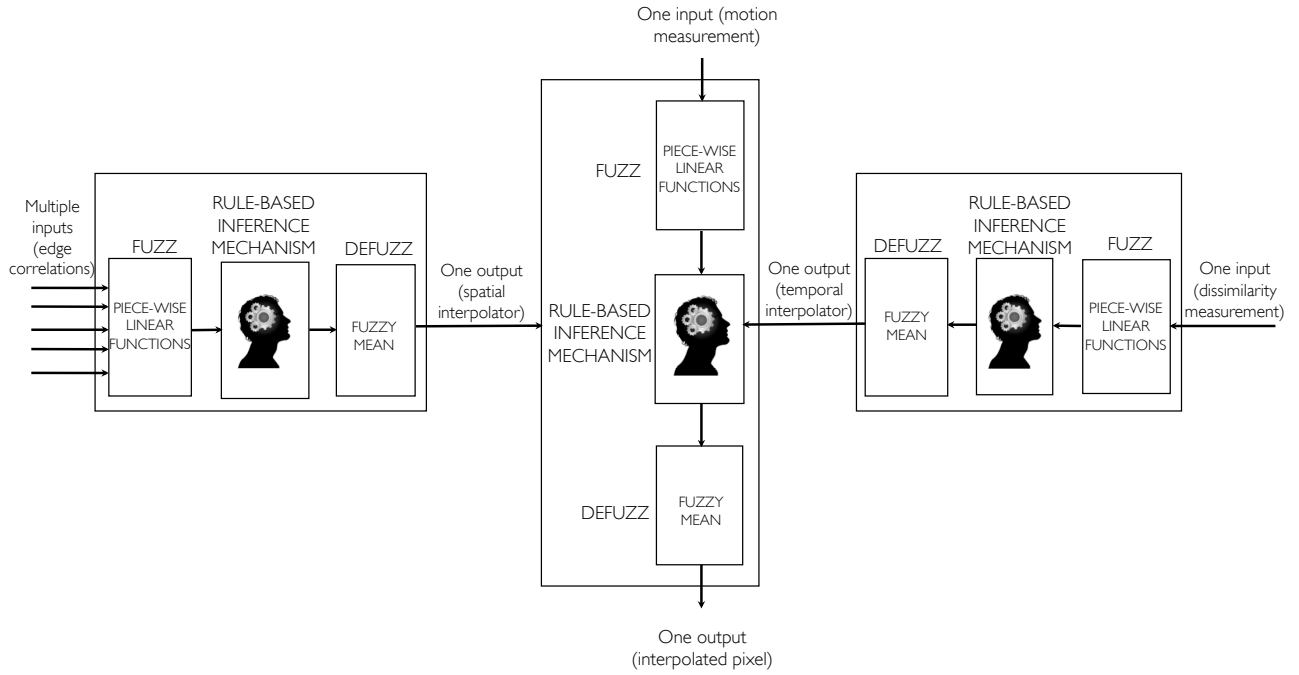 One input (motion
measurement)
PIECE-WISE
LINEAR
FUNCTIONS
FUZZ
Multiple
inputs
(edge
correlations)
FUZZ
RULE-BASED
INFERENCE
MECHANISM
DEFUZZ
PIECE-WISE
LINEAR
FUNCTIONS
FUZZY
MEAN
One output
(spatial
interpolator)
RULE-BASED
INFERENCE
MECHANISM
One output
(temporal
interpolator)
DEFUZZ
RULE-BASED
INFERENCE
MECHANISM
FUZZ
FUZZY
MEAN
PIECE-WISE
LINEAR
FUNCTIONS
One input
(dissimilarity
measurement)
DEFUZZ
FUZZY
MEAN
One output
(interpolated pixel)